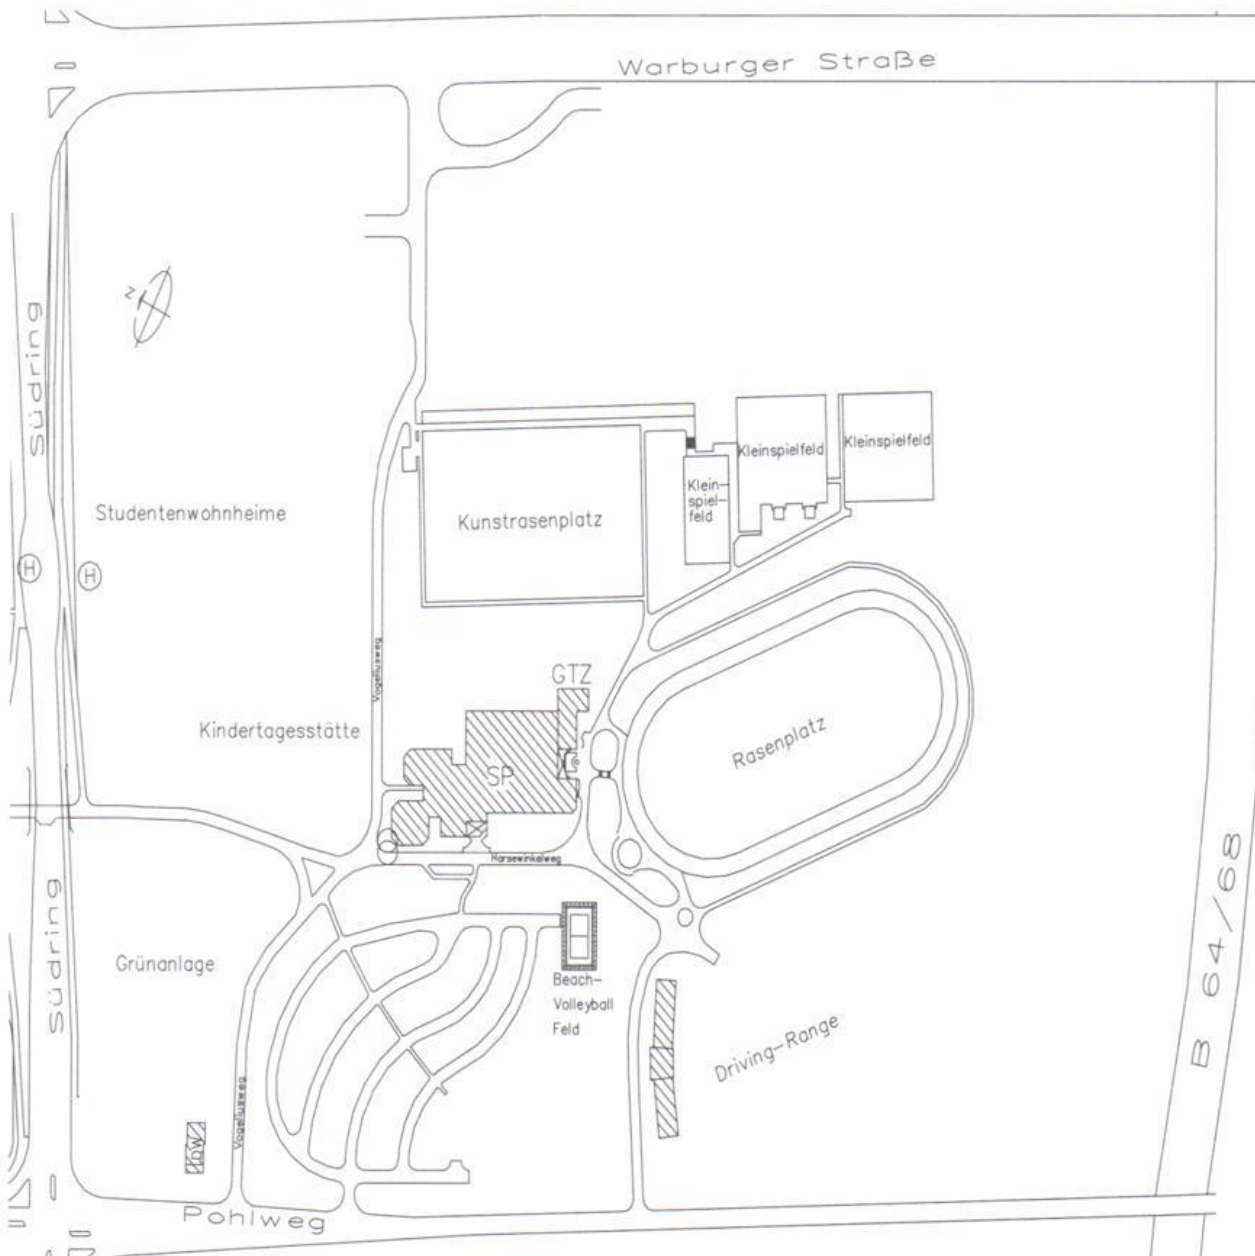 Warburger Straße
N
Südring
Kleinspielfeld
Kleinspielfeld
Klein-
spiel-
feld
Studentenwohnheime
Kunstrasenplatz
H
H
Vogeliusweg
GTZ
Kindertagesstätte
Rasenplatz
SP
Harsewinkelweg
Südring
B 64/68
Grünanlage
Beach-
Volleyball
Feld
Driving-Range
Vogeliusweg
Pohlweg